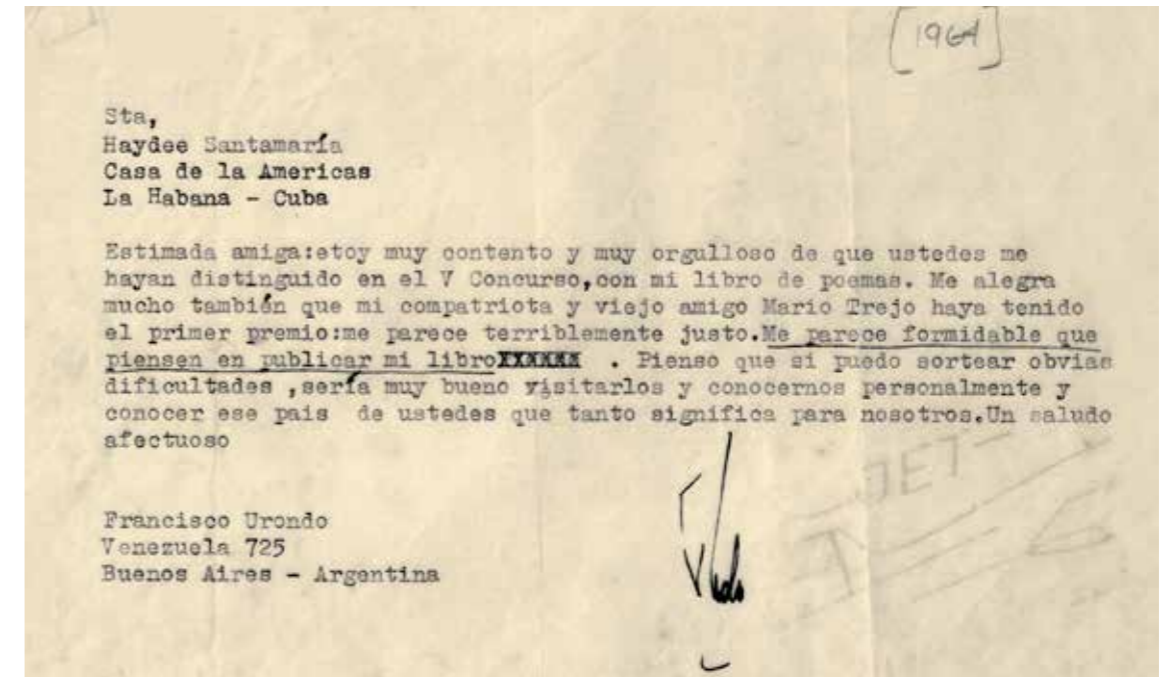 [1964]
Sta,
Haydee Santamaría
Casa de la Americas
La Habana - Cuba
Estimada amiga:etoy muy contento y muy orgulloso de que ustedes me
hayan distinguido en el V Concurso,con mi libro de poemas. Me alegra
mucho también que mi compatriota y viejo amigo Mario Trejo haya tenido
el primer premio:me parece terriblemente justo.Me parece formidable que
piensen en publicar mi libroXXXXXX . Pienso que si puedo sortear obvias
dificultades ,sería muy bueno visitarlos y conocernos personalmente y
conocer ese pais de ustedes que tanto significa para nosotros.Un saludo
afectuoso
Francisco Urondo
Venezuela 725
Buenos Aires - Argentina